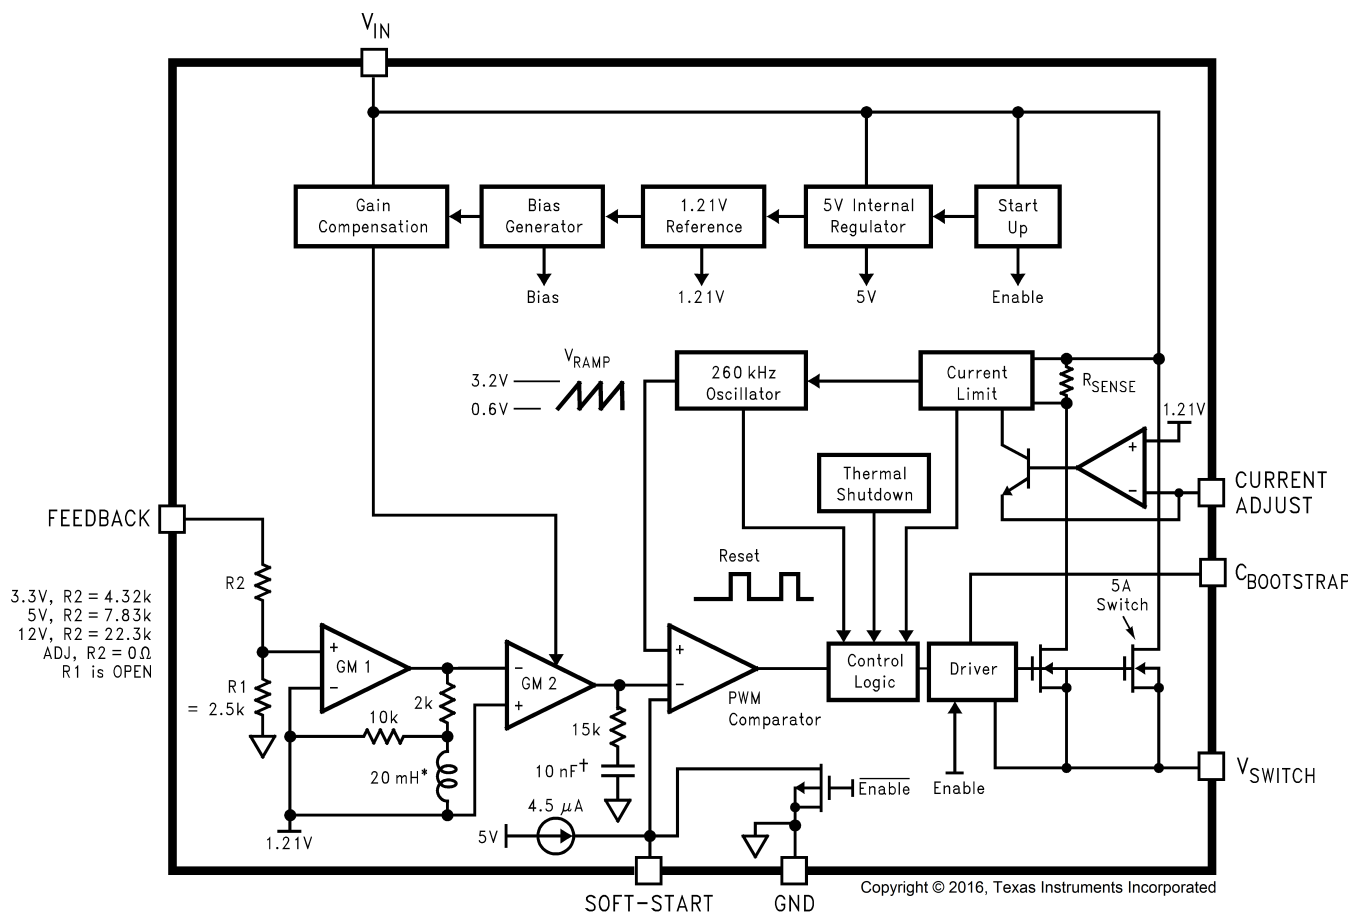 VIN
Gain
Compensation
Bias
Generator
1.21V
Reference
5V Internal
Regulator
Start
Up
Bias
1.21V
5V
Enable
VRAMP
3.2V
0.6V
260 kHz
Oscillator
Current
Limit
RSENSE
1.21V
+
−
Thermal
Shutdown
CURRENT
ADJUST
FEEDBACK
Reset
CBOOTSTRAP
5A
Switch
R2
3.3V, R2 = 4.32k
5V, R2 = 7.83k
12V, R2 = 22.3k
ADJ, R2 = 0Ω
R1 is OPEN
R1
= 2.5k
+
GM 1
−
−
GM 2
+
+
−
PWM
Comparator
Control
Logic
Driver
2k
10k
15k
20 mH*
10 nF†
Enable
Enable
VSWITCH
4.5 µA
5V
1.21V
SOFT-START
GND
Copyright © 2016, Texas Instruments Incorporated